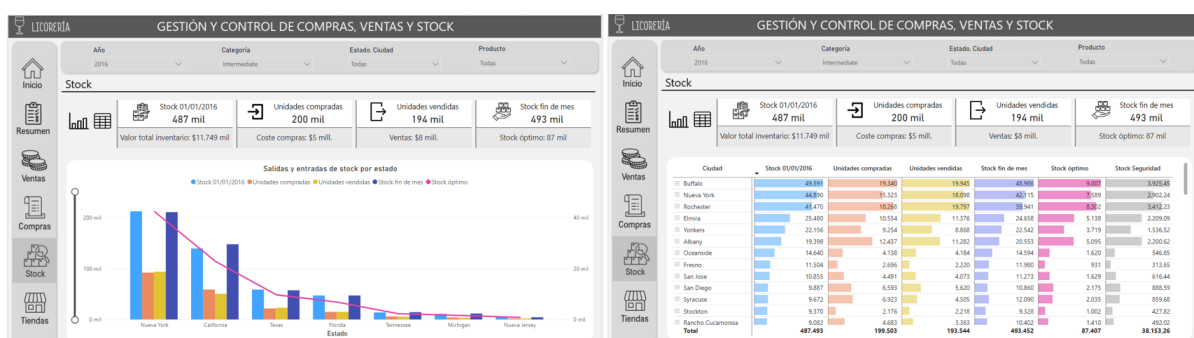 LICORERÍA
GESTIÓN Y CONTROL DE COMPRAS, VENTAS Y STOCK
Año
Categoría
Estado, Ciudad
Producto
2016
Intermediate
Todas
Todas
Inicio
Resumen
Ventas
Compras
Stock
Tiendas
Stock
Stock 01/01/2016
487 mil
Valor total inventario: $11.749 mil
Unidades compradas
200 mil
Coste compras: $5 mill.
Unidades vendidas
194 mil
Ventas: $8 mill.
Stock fin de mes
493 mil
Stock óptimo: 87 mil
Salidas y entradas de stock por estado
Stock 01/01/2016 Unidades compradas Unidades vendidas Stock fin de mes Stock óptimo
200 mil
100 mil
0 mil
40 mil
20 mil
0 mil
Nueva York California Texas Florida Tennessee Michigan Nueva Jersey
Estado
LICORERÍA
GESTIÓN Y CONTROL DE COMPRAS, VENTAS Y STOCK
Año
Categoría
Estado, Ciudad
Producto
2016
Intermediate
Todas
Todas
Inicio
Resumen
Ventas
Compras
Stock
Tiendas
Stock
Stock 01/01/2016
487 mil
Valor total inventario: $11.749 mil
Unidades compradas
200 mil
Coste compras: $5 mill.
Unidades vendidas
194 mil
Ventas: $8 mill.
Stock fin de mes
493 mil
Stock óptimo: 87 mil
Ciudad Stock 01/01/2016 Unidades compradas Unidades vendidas Stock fin de mes Stock óptimo Stock Seguridad
Buffalo 49.591 19.340 19.945 48.986 9.007 3.925,45
Nueva York 44.890 15.323 18.098 42.115 7.589 2.902,24
Rochester 41.470 18.268 19.797 39.941 8.302 3.412,23
Elmira 25.480 10.554 11.376 24.658 5.138 2.209,09
Yonkers 22.156 9.254 8.868 22.542 3.719 1.536,52
Albany 19.398 12.437 11.282 20.553 5.095 2.200,62
Oceanside 14.640 4.138 4.184 14.594 1.620 546,85
Fresno 11.504 2.696 2.220 11.980 931 313,65
San Jose 10.855 4.491 4.073 11.273 1.629 616,44
San Diego 9.887 6.593 5.620 10.860 2.175 888,59
Syracuse 9.672 6.923 4.505 12.090 2.035 859,68
Stockton 9.370 2.176 2.218 9.328 1.002 427,82
Rancho Cucamonga 9.082 4.683 3.363 10.402 1.410 492,02
Total 487.493 199.503 193.544 493.452 87.407 38.153,26